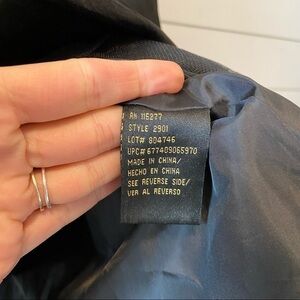 RN 115277
STYLE 2901
LOT# 804746
UPC# 677409065970
MADE IN CHINA/
HECHO EN CHINA
SEE REVERSE SIDE/
VER AL REVERSO